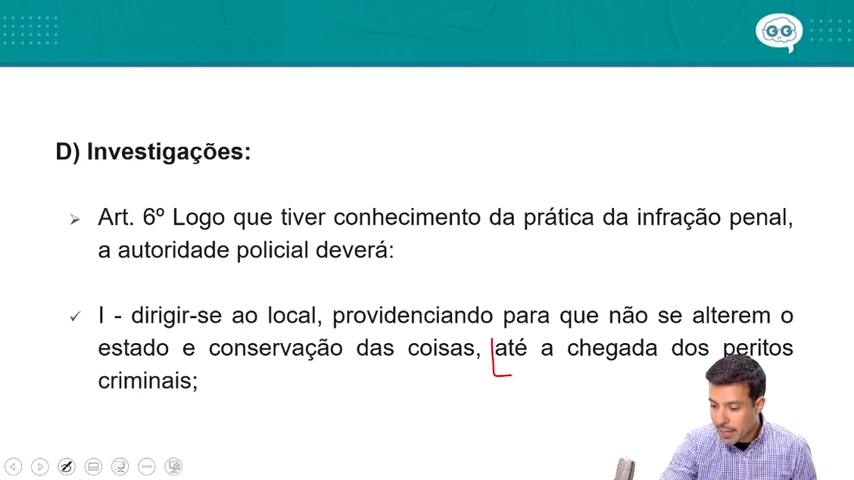 D) Investigações:
Art. 6º Logo que tiver conhecimento da prática da infração penal,
a autoridade policial deverá:
I - dirigir-se ao local, providenciando para que não se alterem o
estado e conservação das coisas, até a chegada dos peritos
criminais;